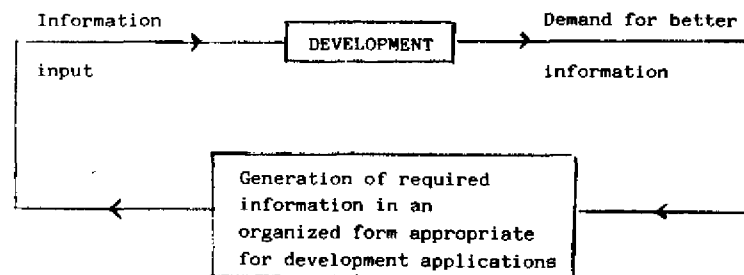 Information
input
DEVELOPMENT
Demand for better
information
Generation of required
information in an
organized form appropriate
for development applications